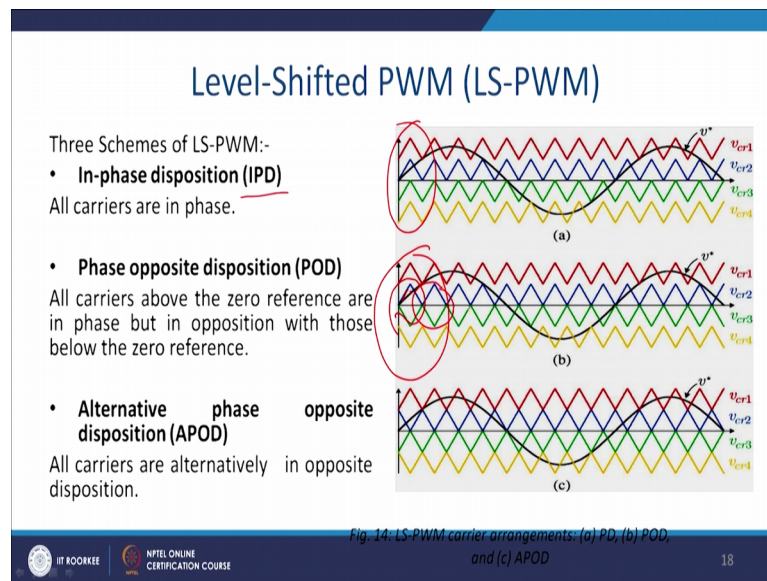 Level-Shifted PWM (LS-PWM)
Three Schemes of LS-PWM:-
• In-phase disposition (IPD)
All carriers are in phase.
• Phase opposite disposition (POD)
All carriers above the zero reference are
in phase but in opposition with those
below the zero reference.
• Alternative phase opposite
disposition (APOD)
All carriers are alternatively in opposite
disposition.
v*
vcr1
vcr2
vcr3
vcr4
(a)
v*
vcr1
vcr2
vcr3
vcr4
(b)
v*
vcr1
vcr2
vcr3
vcr4
(c)
Fig. 14: LS-PWM carrier arrangements: (a) PD, (b) POD,
and (c) APOD
IIT ROORKEE
NPTEL ONLINE
CERTIFICATION COURSE
18